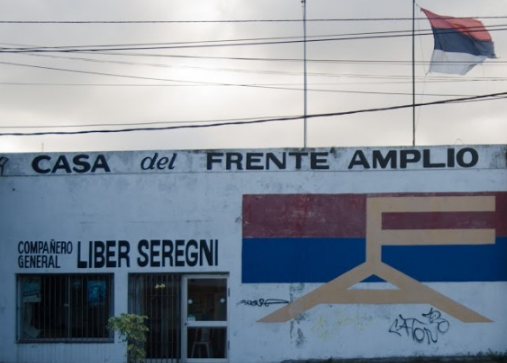 CASA del FRENTE AMPLIO
COMPAÑERO
GENERAL LIBER SEREGNI